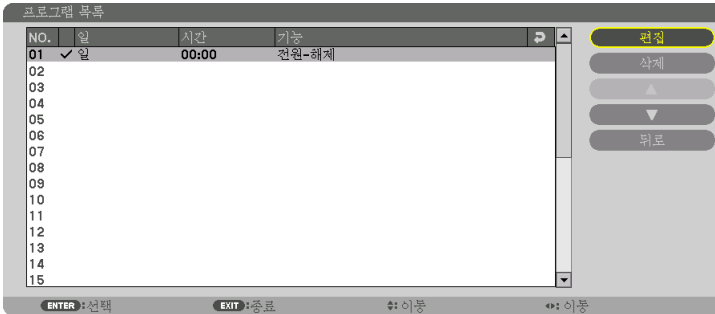 프로그램 목록
NO. 일 시간 기능
01 ✓ 일 00:00 전원-해제
02
03
04
05
06
07
08
09
10
11
12
13
14
15
편집
삭제
▲
▼
뒤로
ENTER:선택 EXIT:종료 이동 이동